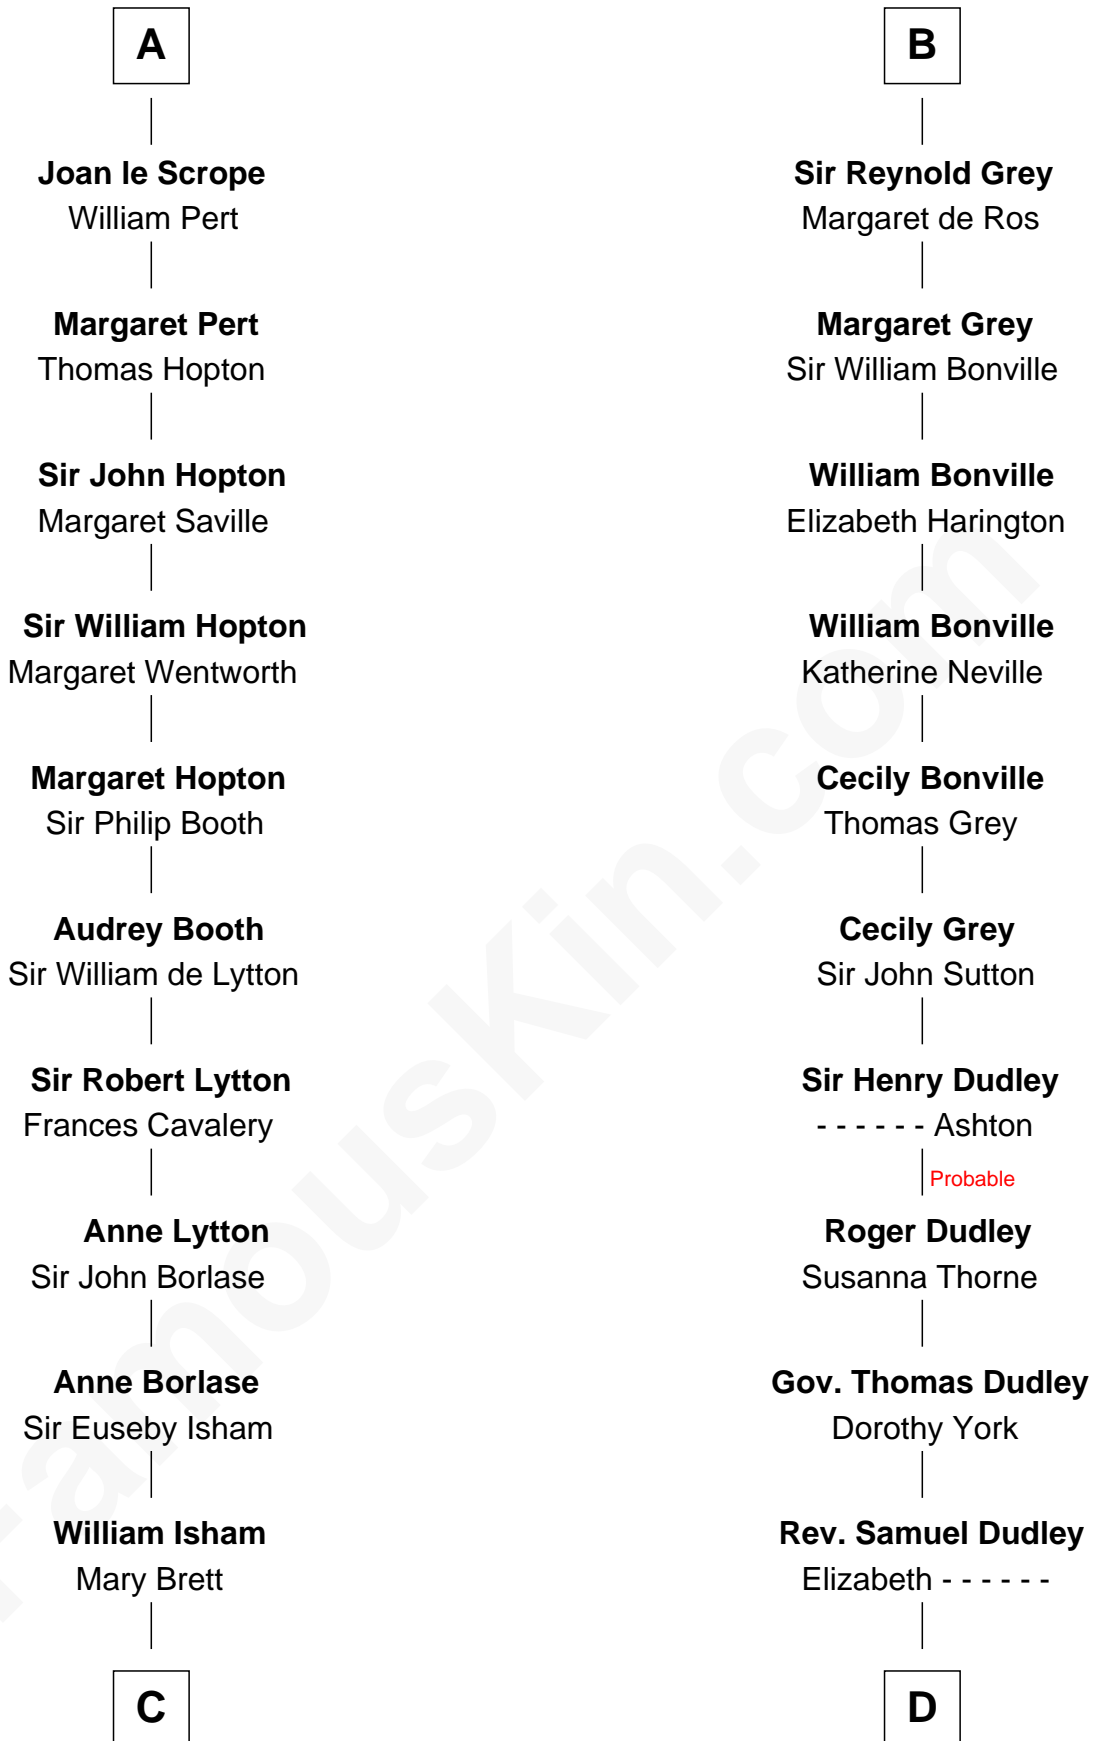 A
Joan le Scrope
William Pert
Margaret Pert
Thomas Hopton
Sir John Hopton
Margaret Saville
Sir William Hopton
Margaret Wentworth
Margaret Hopton
Sir Philip Booth
Audrey Booth
Sir William de Lytton
Sir Robert Lytton
Frances Cavalery
Anne Lytton
Sir John Borlase
Anne Borlase
Sir Euseby Isham
William Isham
Mary Brett
C
B
Sir Reynold Grey
Margaret de Ros
Margaret Grey
Sir William Bonville
William Bonville
Elizabeth Harington
William Bonville
Katherine Neville
Cecily Bonville
Thomas Grey
Cecily Grey
Sir John Sutton
Sir Henry Dudley
- - - - - - Ashton
Probable
Roger Dudley
Susanna Thorne
Gov. Thomas Dudley
Dorothy York
Rev. Samuel Dudley
Elizabeth - - - - - -
D
FamousKin.com